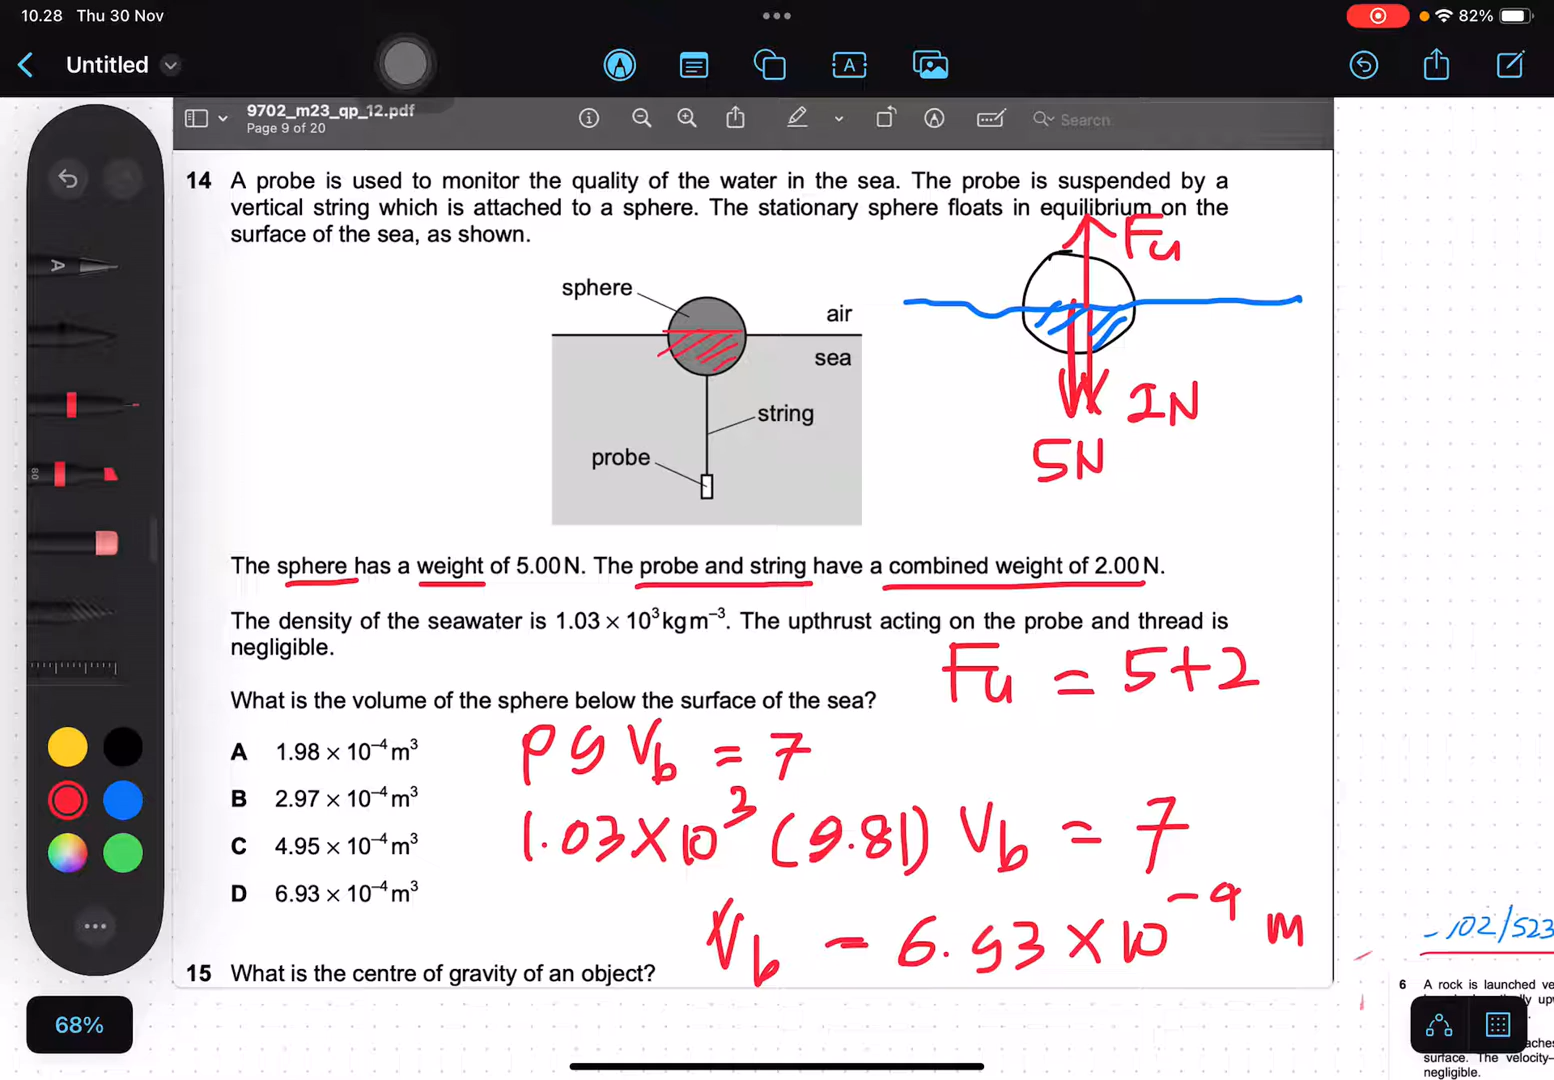 10.28 Thu 30 Nov
82%
Untitled
A
9702_m23_qp_12.pdf
Page 9 of 20
Search
14 A probe is used to monitor the quality of the water in the sea. The probe is suspended by a
vertical string which is attached to a sphere. The stationary sphere floats in equilibrium on the
surface of the sea, as shown.
Fu
sphere
air
sea
string
probe
2N
5N
A
80
The sphere has a weight of 5.00 N. The probe and string have a combined weight of 2.00 N.
The density of the seawater is 1.03 × 10³ kg m⁻³. The upthrust acting on the probe and thread is
negligible.
Fu = 5+2
What is the volume of the sphere below the surface of the sea?
ρ g Vb = 7
A 1.98 × 10⁻⁴ m³
B 2.97 × 10⁻⁴ m³
1.03 × 10³ (9.81) Vb = 7
C 4.95 × 10⁻⁴ m³
D 6.93 × 10⁻⁴ m³
Vb = 6.93 × 10⁻⁴ m
15 What is the centre of gravity of an object?
-102/523
6 A rock is launched ve
surface. The velocity–
negligible.
68%